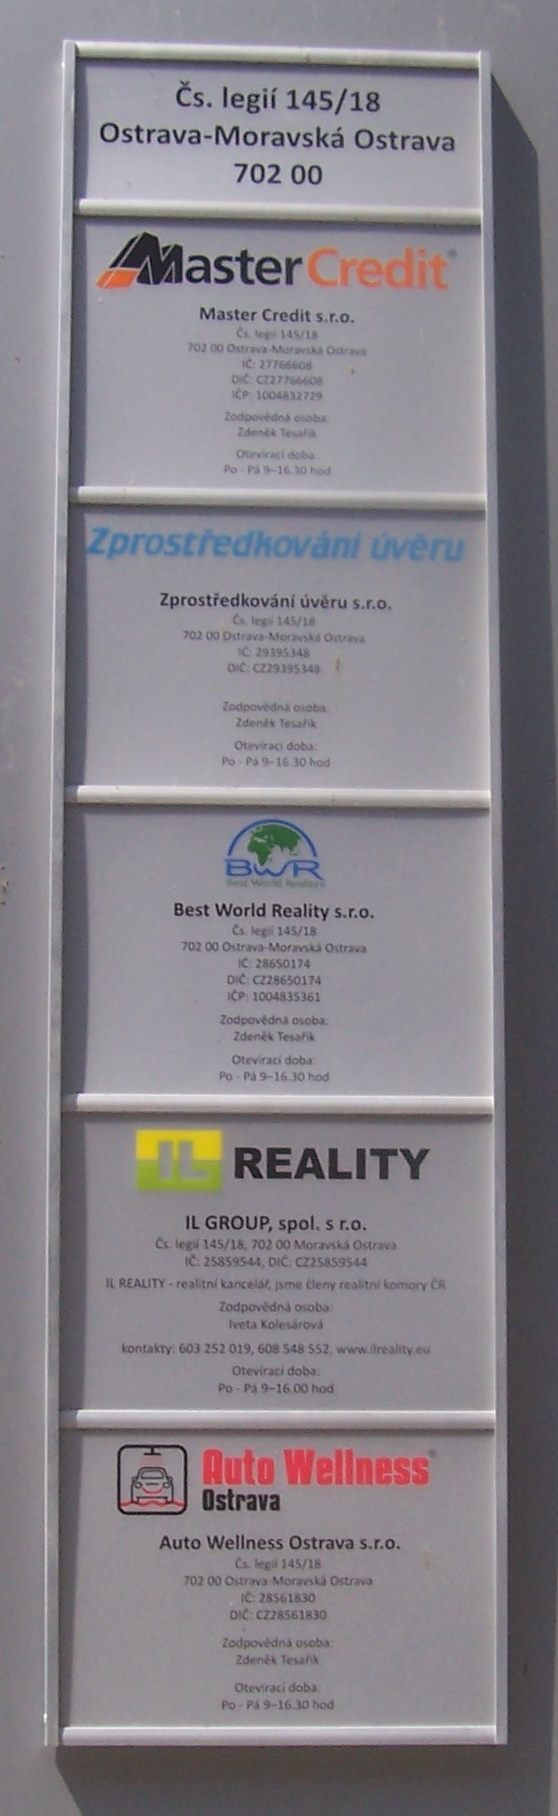 Čs. legií 145/18
Ostrava-Moravská Ostrava
702 00
Master Credit®
Master Credit s.r.o.
Čs. legií 145/18
702 00 Ostrava-Moravská Ostrava
IČ: 27766608
DIČ: CZ27766608
IČP: 1004832729
Zodpovědná osoba:
Zdeněk Tesařík
Otevírací doba:
Po - Pá 9–16.30 hod
Zprostředkování úvěru
Zprostředkování úvěru s.r.o.
Čs. legií 145/18
702 00 Ostrava-Moravská Ostrava
IČ: 29395348
DIČ: CZ29395348
Zodpovědná osoba:
Zdeněk Tesařík
Otevírací doba:
Po - Pá 9–16.30 hod
BWR
Best World Reality
Best World Reality s.r.o.
Čs. legií 145/18
702 00 Ostrava-Moravská Ostrava
IČ: 28650174
DIČ: CZ28650174
IČP: 1004835361
Zodpovědná osoba:
Zdeněk Tesařík
Otevírací doba:
Po - Pá 9–16.30 hod
IL REALITY
IL GROUP, spol. s r.o.
Čs. legií 145/18, 702 00 Moravská Ostrava
IČ: 25859544, DIČ: CZ25859544
IL REALITY - realitní kancelář, jsme členy realitní komory ČR
Zodpovědná osoba:
Iveta Kolesárová
kontakty: 603 252 019, 608 548 552, www.ilreality.eu
Otevírací doba:
Po - Pá 9–16.00 hod
Auto Wellness®
Ostrava
Auto Wellness Ostrava s.r.o.
Čs. legií 145/18
702 00 Ostrava-Moravská Ostrava
IČ: 28561830
DIČ: CZ28561830
Zodpovědná osoba:
Zdeněk Tesařík
Otevírací doba:
Po - Pá 9–16.30 hod